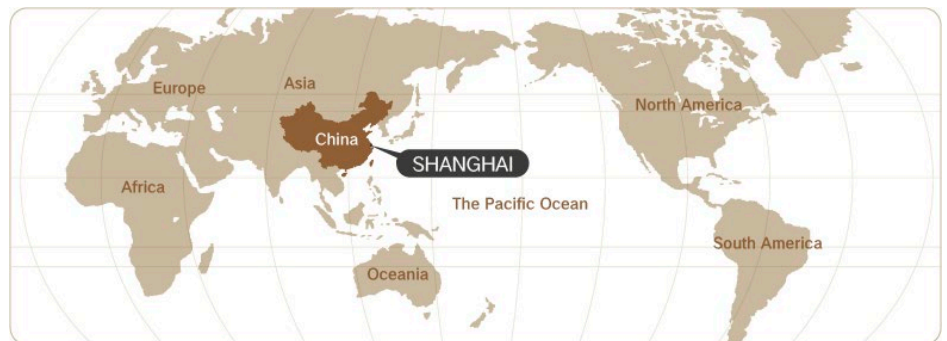 Asia
Europe
North America
China
SHANGHAI
Africa
The Pacific Ocean
South America
Oceania